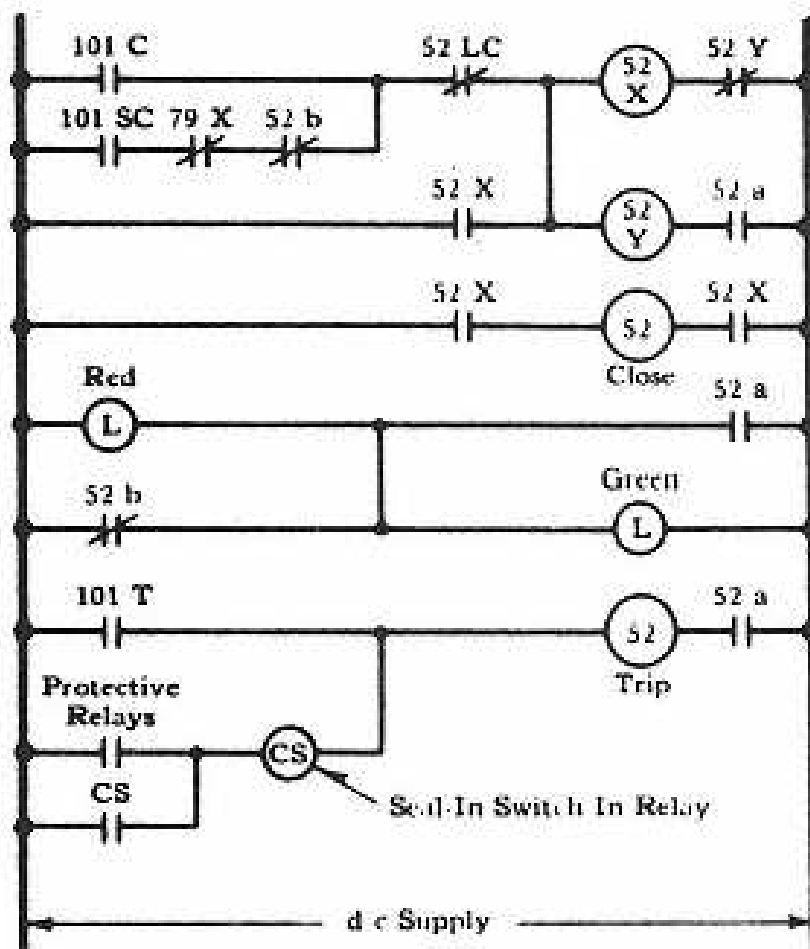 101 C 52 LC 52 X 52 Y
101 SC 79 X 52 b
52 X 52 Y 52 a
52 X 52 52 X
Close
Red 52 a
L
52 b Green
L
101 T 52 52 a
Trip
Protective
Relays
CS
CS
Seal-In Switch In Relay
dc Supply